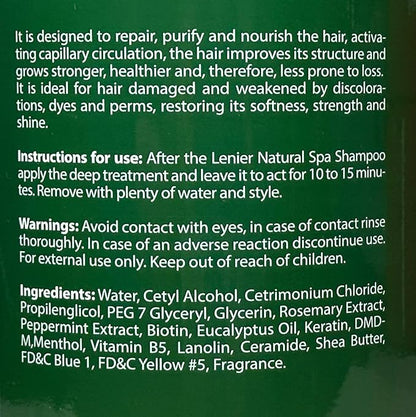 It is designed to repair, purify and nourish the hair, activa-
ting capillary circulation, the hair improves its structure and
grows stronger, healthier and, therefore, less prone to loss.
It is ideal for hair damaged and weakened by discolora-
tions, dyes and perms, restoring its softness, strength and
shine.
Instructions for use: After the Lenier Natural Spa Shampoo
apply the deep treatment and leave it to act for 10 to 15 minu-
tes. Remove with plenty of water and style.
Warnings: Avoid contact with eyes, in case of contact rinse
thoroughly. In case of an adverse reaction discontinue use.
For external use only. Keep out of reach of children.
Ingredients: Water, Cetyl Alcohol, Cetrimonium Chloride,
Propilenglicol, PEG 7 Glyceryl, Glycerin, Rosemary Extract,
Peppermint Extract, Biotin, Eucalyptus Oil, Keratin, DMD-
M,Menthol, Vitamin B5, Lanolin, Ceramide, Shea Butter,
FD&C Blue 1, FD&C Yellow #5, Fragrance.